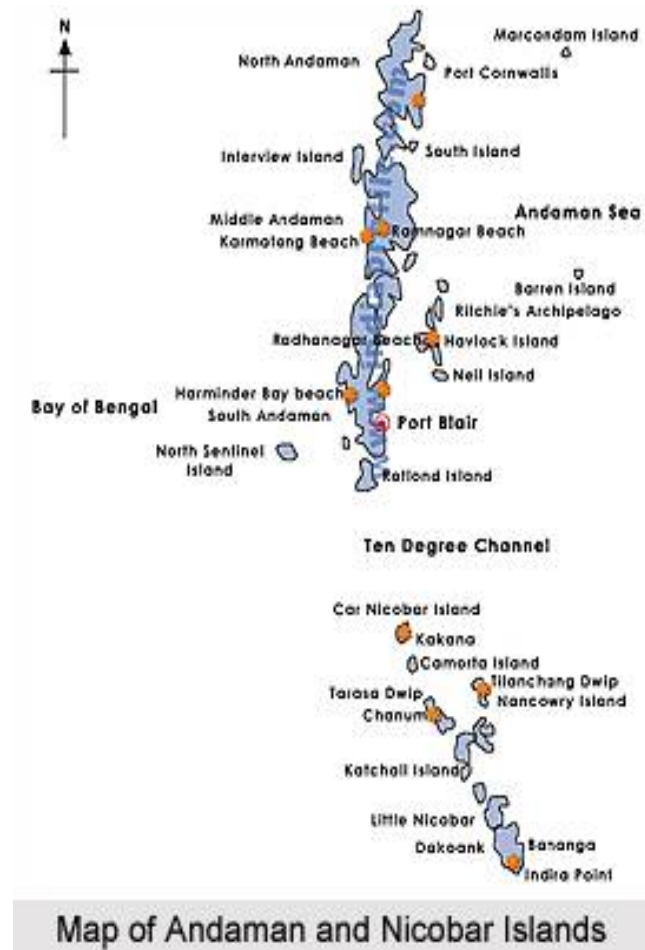 N
Marcondam Island
North Andaman
Port Cornwalls
South Island
Interview Island
Andaman Sea
Middle Andaman
Ramnagar Beach
Karmatang Beach
Barren Island
Ritchie's Archipelago
Radhanagar Beach
Havlock Island
Neil Island
Harminder Bay beach
Bay of Bengal
South Andaman
Port Blair
North Sentinel
Island
Ratland Island
Ten Degree Channel
Car Nicobar Island
Kakana
Camorta Island
Tilanchang Dwip
Tarasa Dwip
Nancowry Island
Chanum
Katchall Island
Little Nicobar
Dakoank
Bananga
Indira Point
Map of Andaman and Nicobar Islands